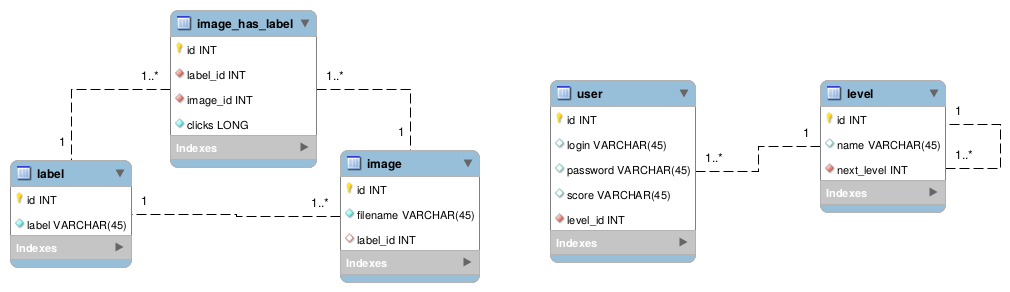 image_has_label
id INT
label_id INT
image_id INT
clicks LONG
Indexes
1..*
1..*
1
1
label
id INT
label VARCHAR(45)
Indexes
1
1..*
image
id INT
filename VARCHAR(45)
label_id INT
Indexes
user
id INT
login VARCHAR(45)
password VARCHAR(45)
score VARCHAR(45)
level_id INT
Indexes
1..*
1
level
id INT
name VARCHAR(45)
next_level INT
Indexes
1
1..*